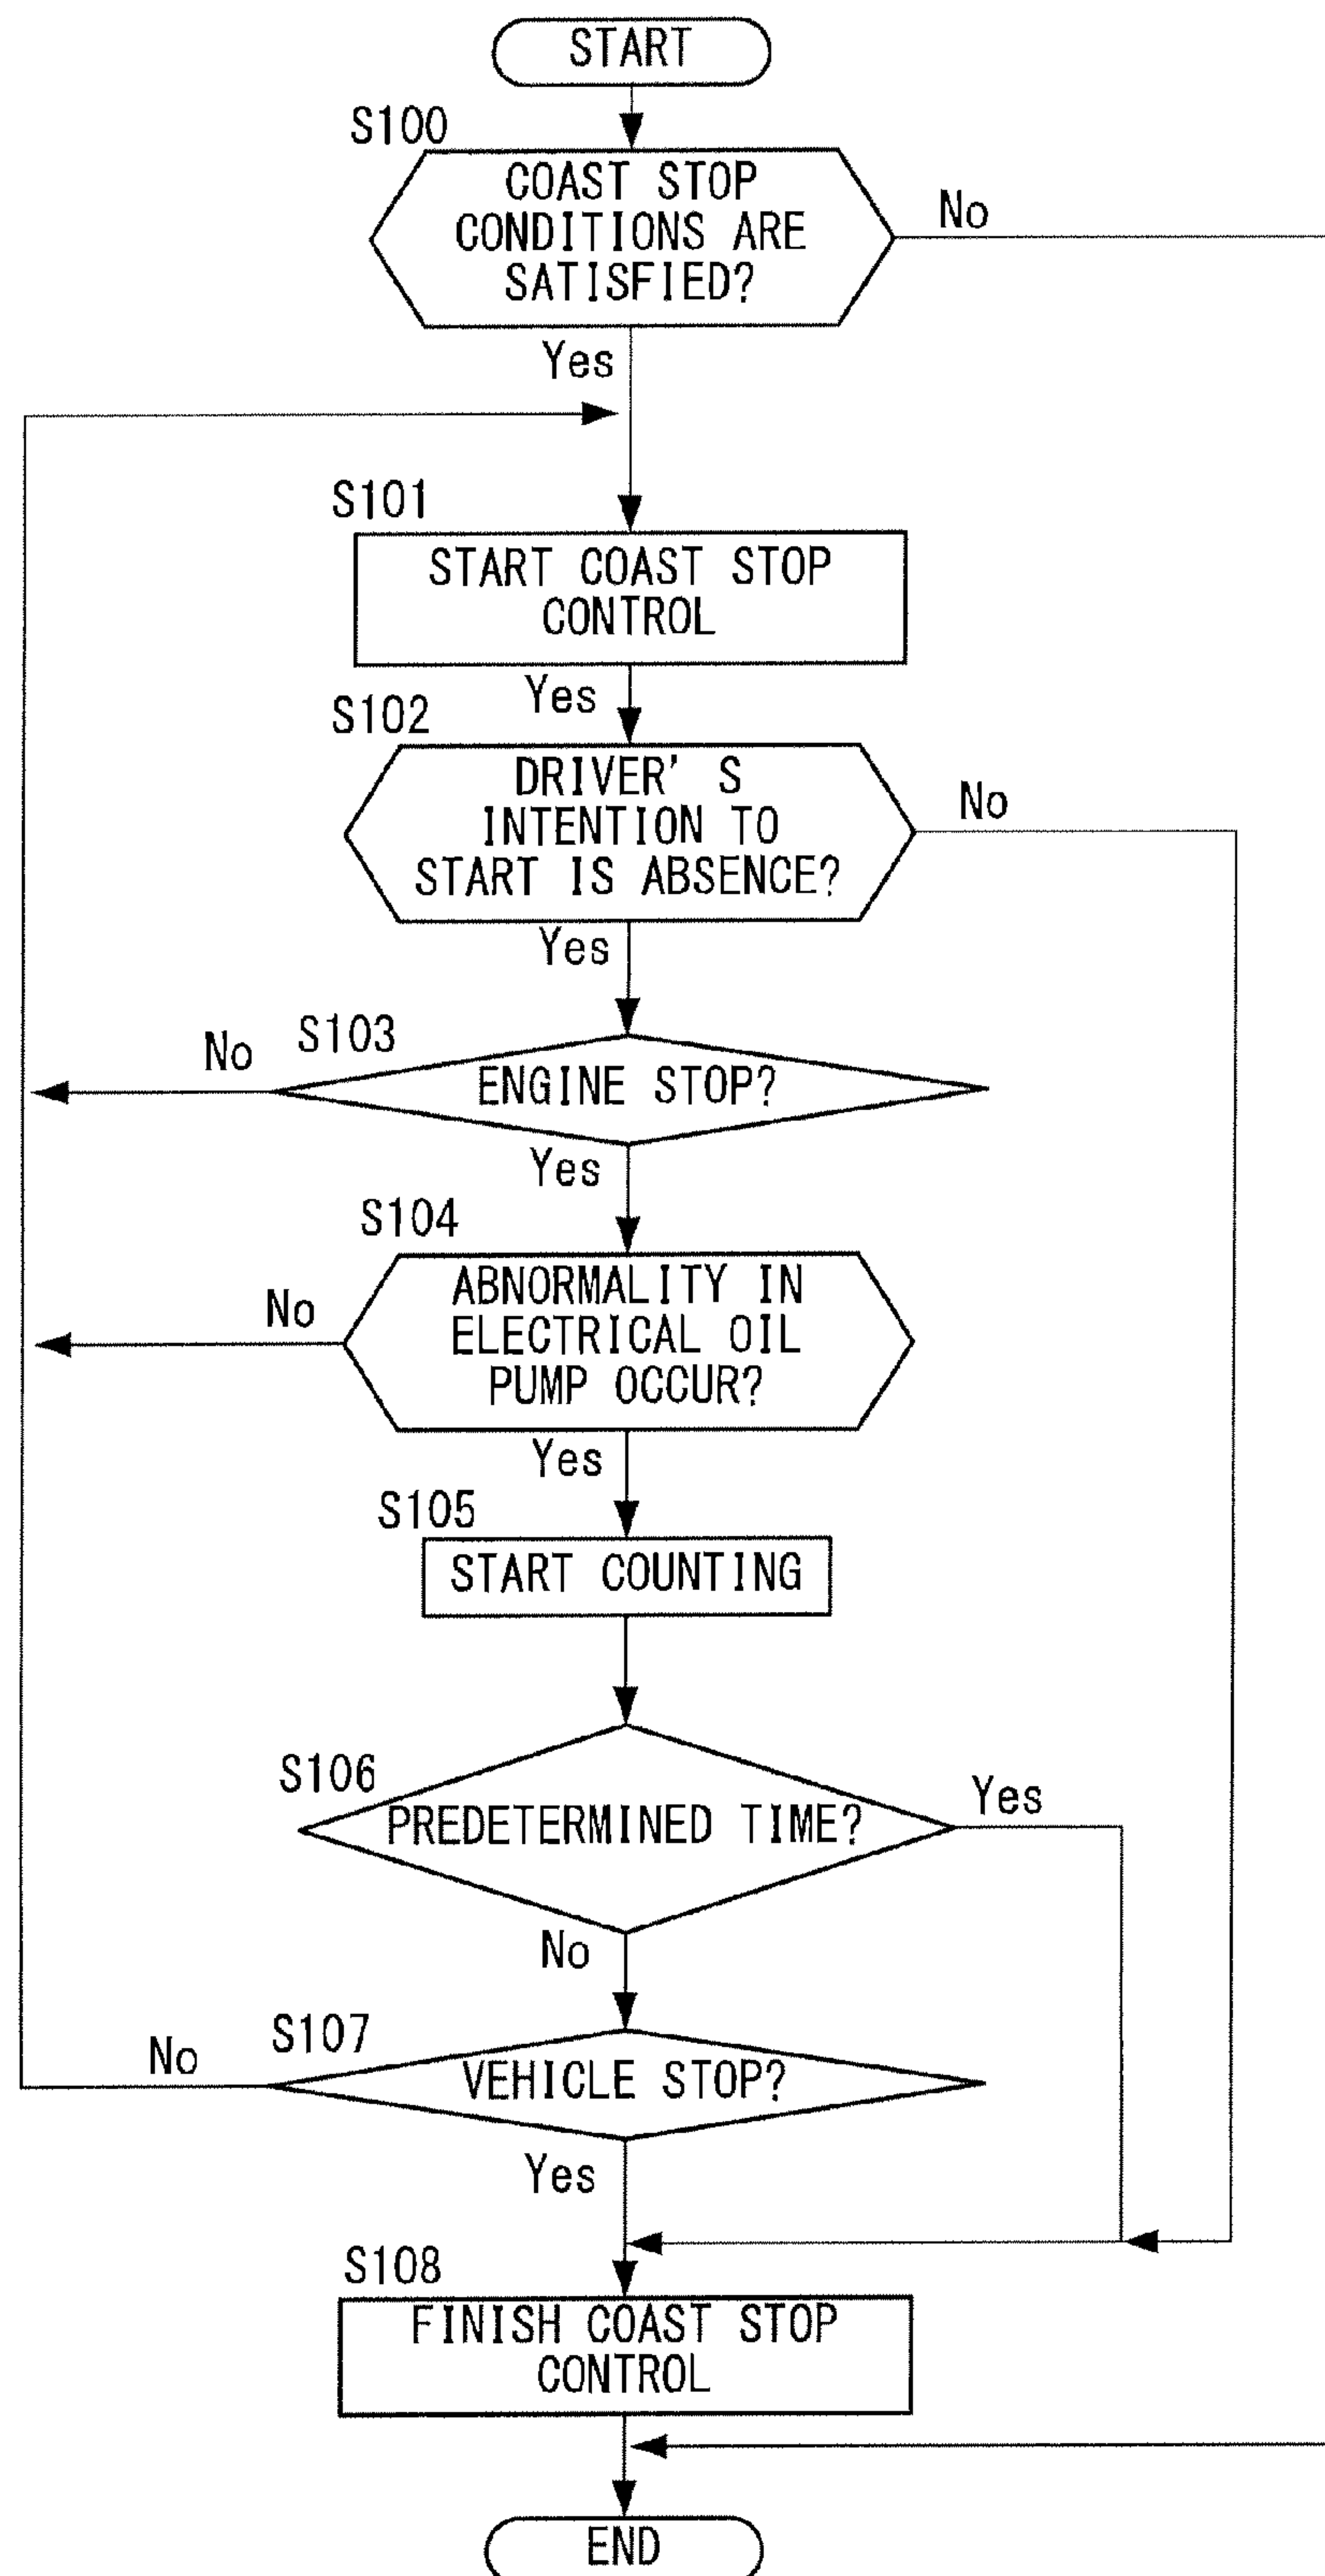 START
S100
COAST STOP
CONDITIONS ARE
SATISFIED?
No
Yes
S101
START COAST STOP
CONTROL
Yes
S102
DRIVER'S
INTENTION TO
START IS ABSENCE?
No
Yes
S103
No
ENGINE STOP?
Yes
S104
No
ABNORMALITY IN
ELECTRICAL OIL
PUMP OCCUR?
Yes
S105
START COUNTING
S106
PREDETERMINED TIME?
Yes
No
S107
No
VEHICLE STOP?
Yes
S108
FINISH COAST STOP
CONTROL
END